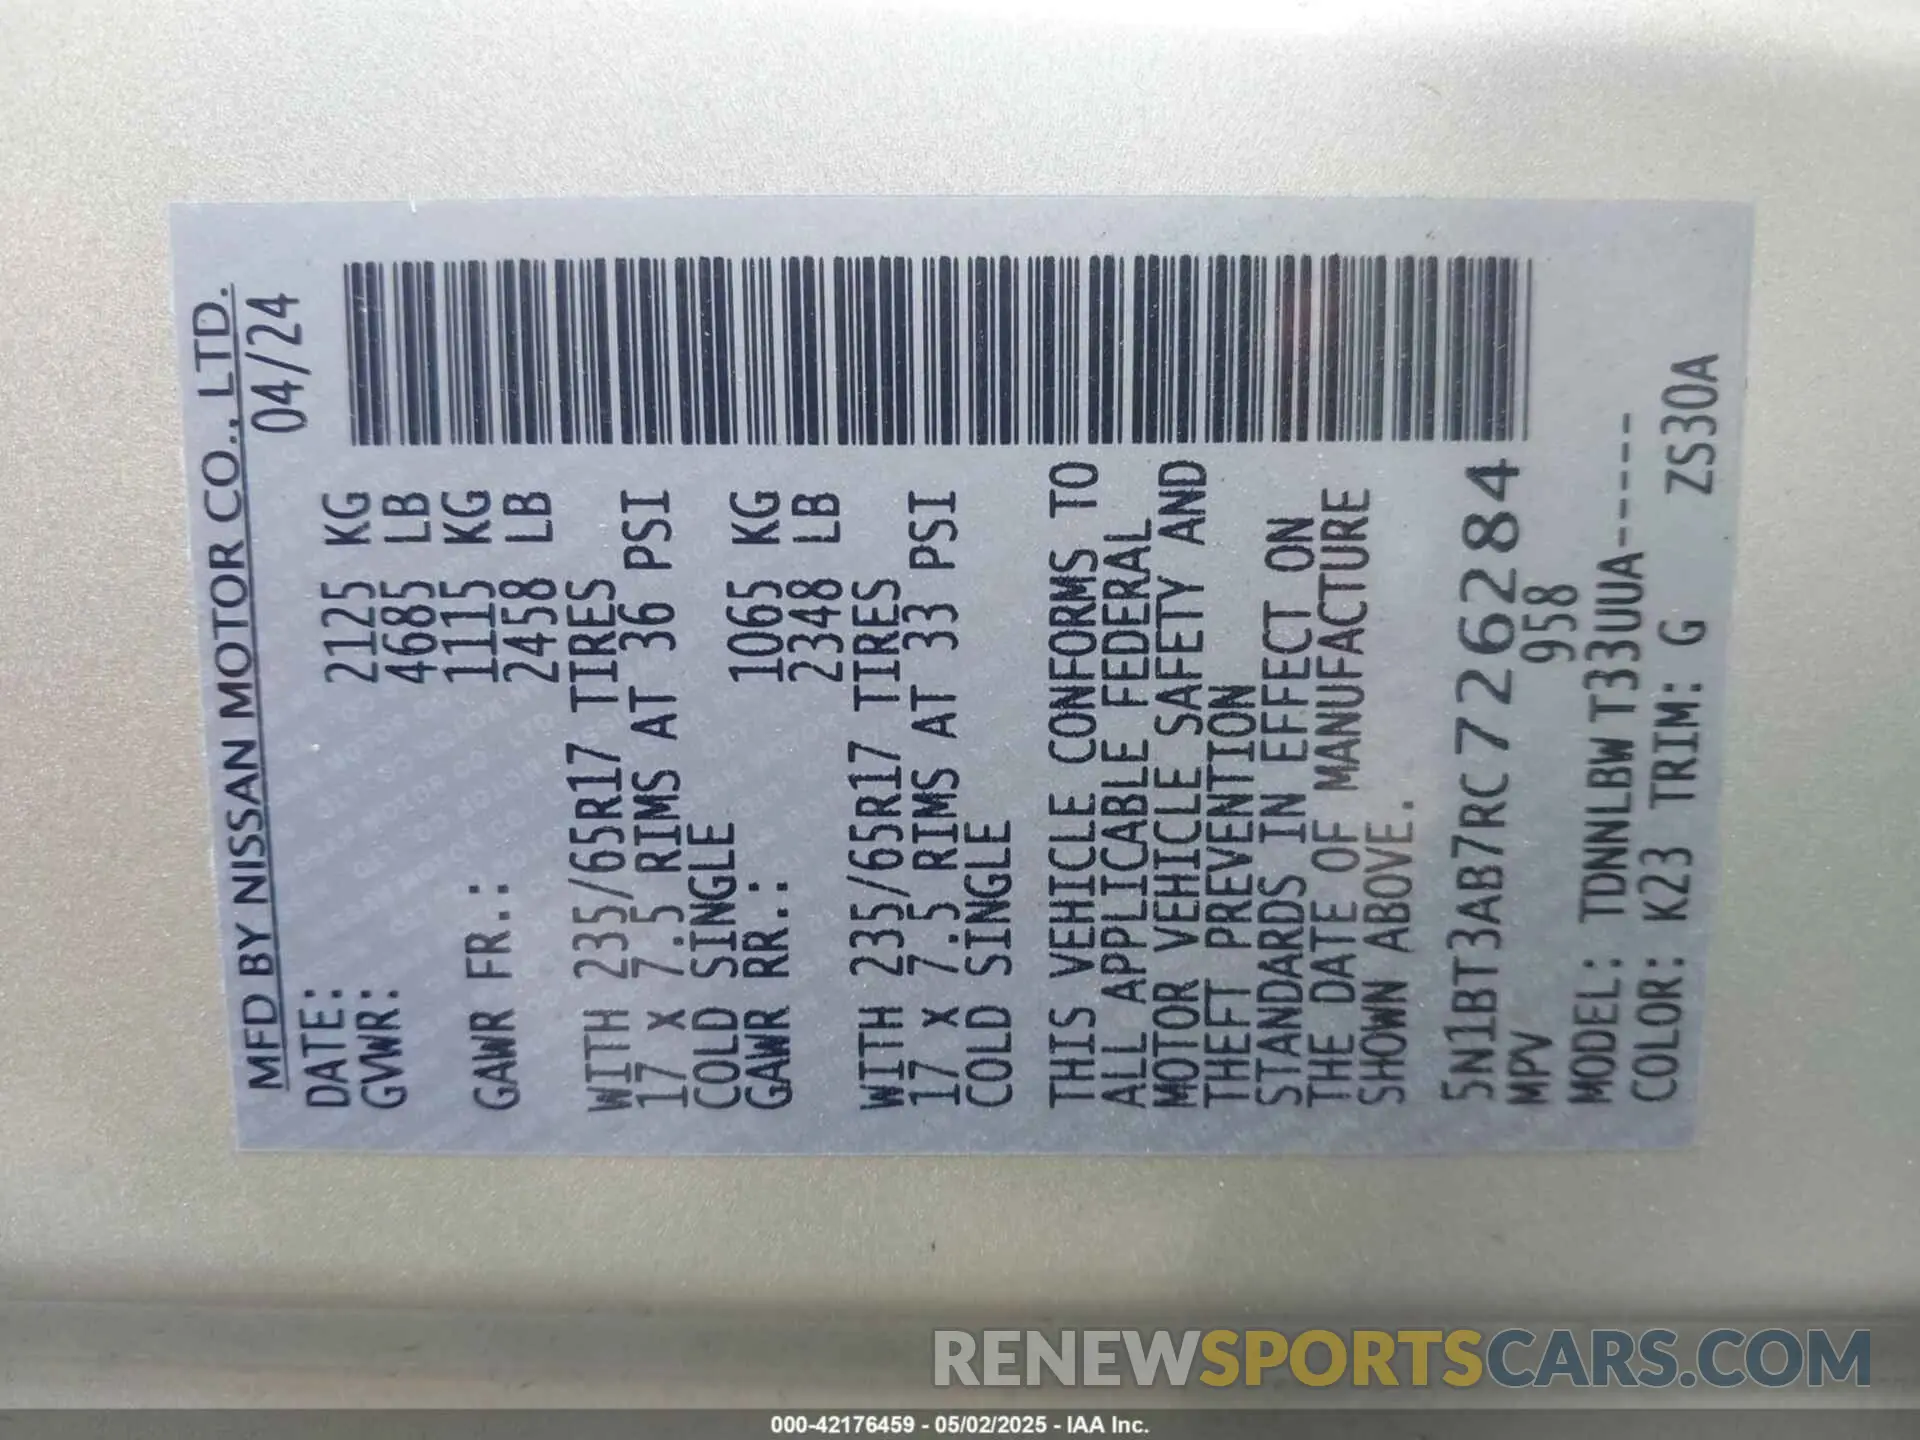 MFD BY NISSAN MOTOR CO., LTD.
DATE: 04/24
GVWR: 2125 KG
4685 LB
GAWR FR.: 1115 KG
2458 LB
WITH 235/65R17 TIRES
17 x 7.5 RIMS AT 36 PSI
COLD SINGLE
GAWR RR.: 1065 KG
2348 LB
WITH 235/65R17 TIRES
17 x 7.5 RIMS AT 33 PSI
COLD SINGLE
THIS VEHICLE CONFORMS TO
ALL APPLICABLE FEDERAL
MOTOR VEHICLE SAFETY AND
THEFT PREVENTION
STANDARDS IN EFFECT ON
THE DATE OF MANUFACTURE
SHOWN ABOVE.
5N1BT3AB7RC726284
MPV 958
MODEL: TDNNLBW T33UUA-----
COLOR: K23 TRIM: G ZS30A
RENEWSPORTSCARS.COM
000-42176459 - 05/02/2025 - IAA Inc.